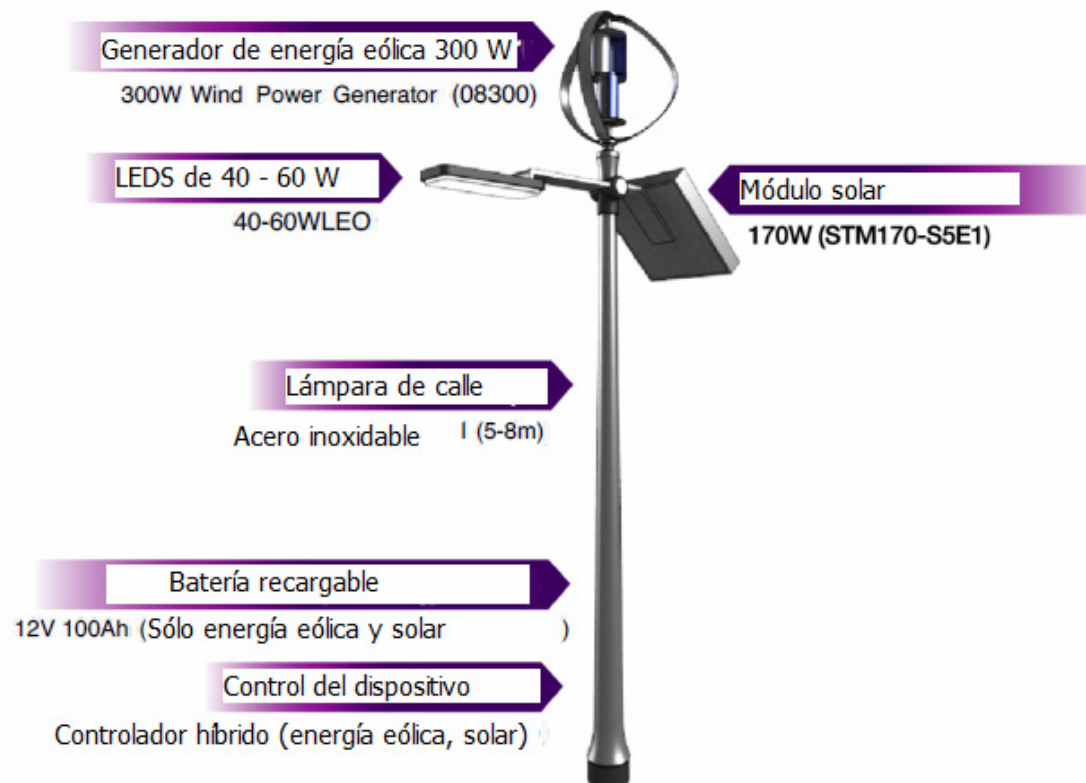 Generador de energía eólica 300 W
300W Wind Power Generator (08300)
LEDS de 40 - 60 W
40-60WLEO
Módulo solar
170W (STM170-S5E1)
Lámpara de calle
Acero inoxidable l (5-8m)
Batería recargable
12V 100Ah (Sólo energía eólica y solar )
Control del dispositivo
Controlador híbrido (energía eólica, solar)